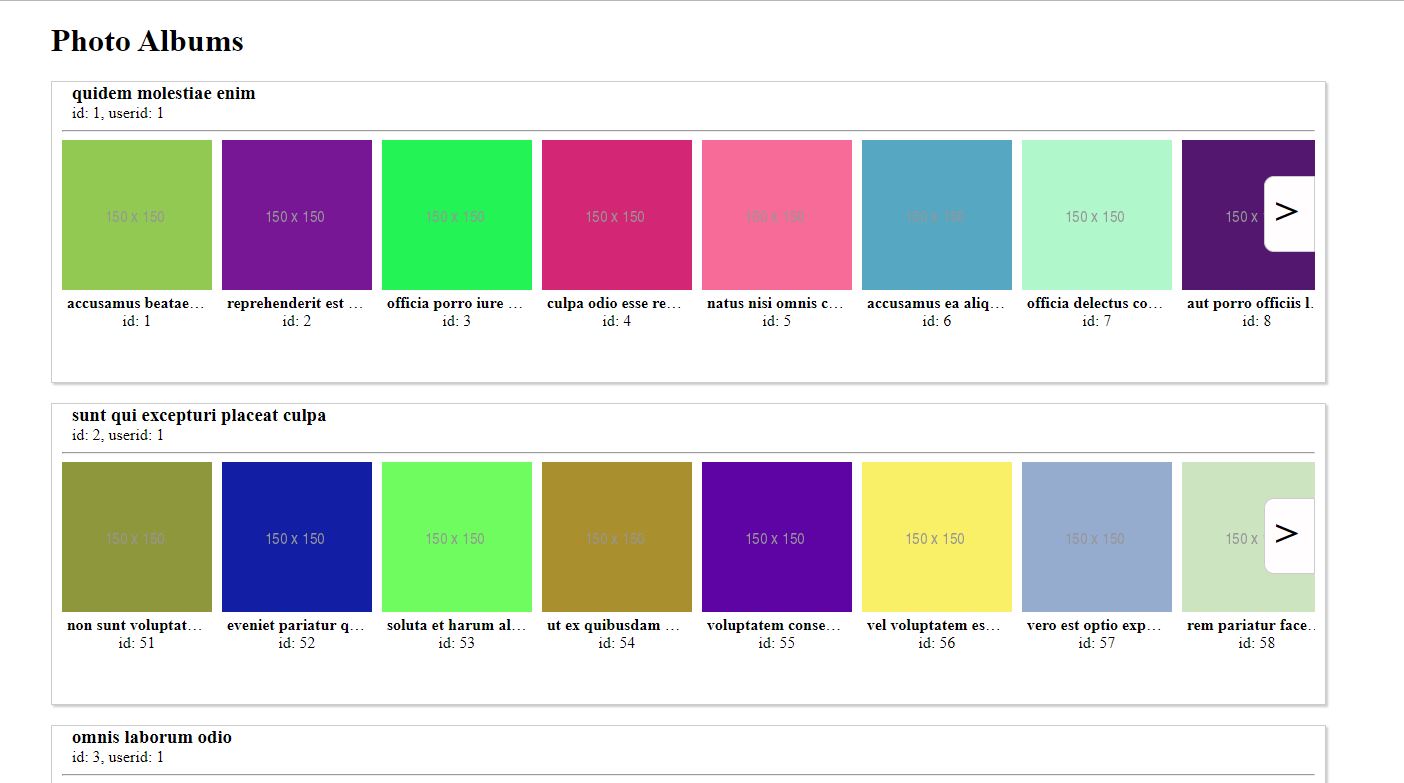 Photo Albums
quidem molestiae enim
id: 1, userid: 1
150 x 150 150 x 150 150 x 150 150 x 150 150 x 150 150 x 150 150 x 150 150 x >
accusamus beatae... reprehenderit est ... officia porro iure ... culpa odio esse re... natus nisi omnis c... accusamus ea aliq... officia delectus co... aut porro officiis l.
id: 1 id: 2 id: 3 id: 4 id: 5 id: 6 id: 7 id: 8
sunt qui excepturi placeat culpa
id: 2, userid: 1
150 x 150 150 x 150 150 x 150 150 x 150 150 x 150 150 x 150 150 x 150 150 x >
non sunt voluptat... eveniet pariatur q... soluta et harum al... ut ex quibusdam ... voluptatem conse... vel voluptatem es... vero est optio exp... rem pariatur face..
id: 51 id: 52 id: 53 id: 54 id: 55 id: 56 id: 57 id: 58
omnis laborum odio
id: 3, userid: 1